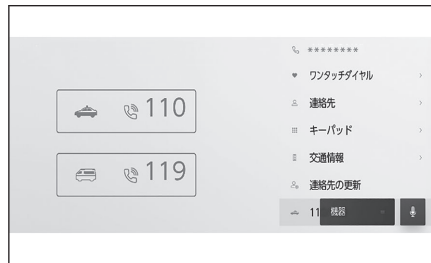 110
119
********
ワンタッチダイヤル
連絡先
キーパッド
交通情報
連絡先の更新
11
機器